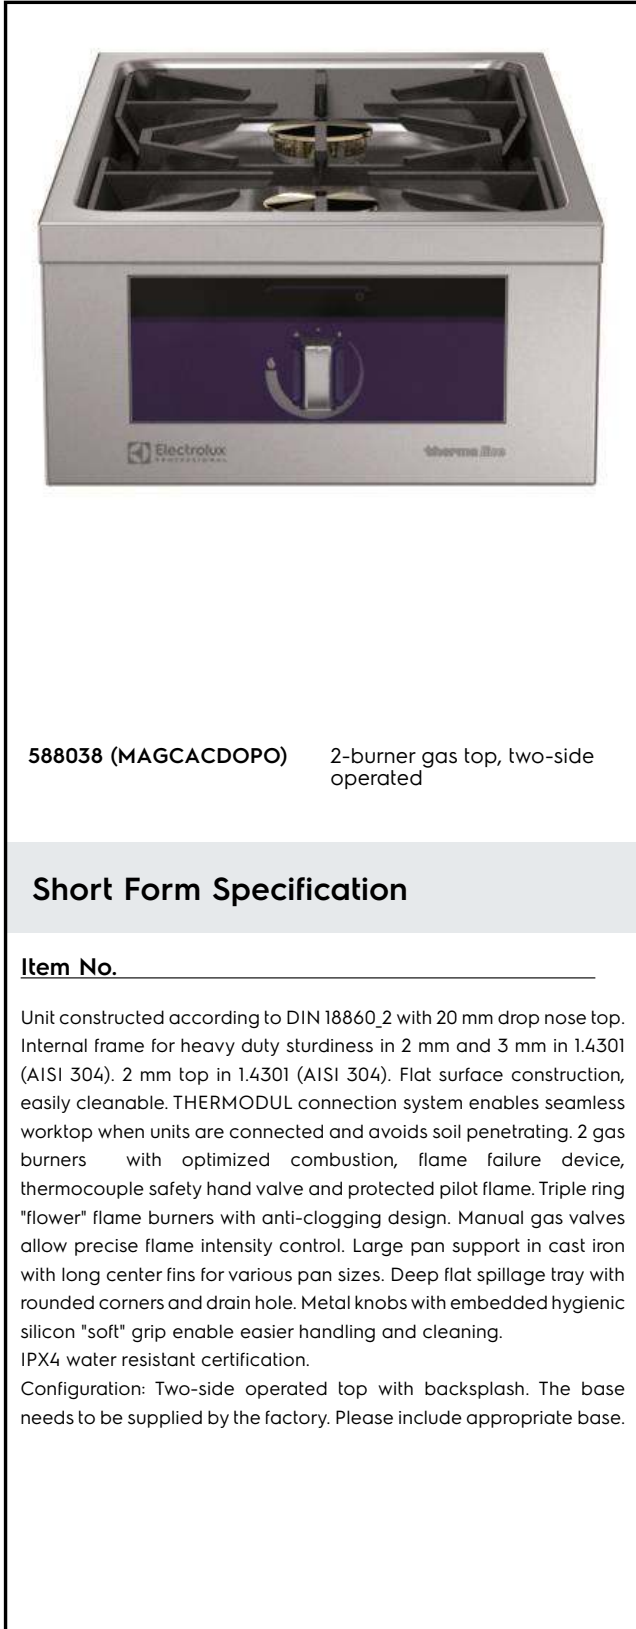 Electrolux
PROFESSIONAL
therma line
588038 (MAGCACDOPO)
2-burner gas top, two-side
operated
Short Form Specification
Item No.
Unit constructed according to DIN 18860_2 with 20 mm drop nose top.
Internal frame for heavy duty sturdiness in 2 mm and 3 mm in 1.4301
(AISI 304). 2 mm top in 1.4301 (AISI 304). Flat surface construction,
easily cleanable. THERMODUL connection system enables seamless
worktop when units are connected and avoids soil penetrating. 2 gas
burners with optimized combustion, flame failure device,
thermocouple safety hand valve and protected pilot flame. Triple ring
"flower" flame burners with anti-clogging design. Manual gas valves
allow precise flame intensity control. Large pan support in cast iron
with long center fins for various pan sizes. Deep flat spillage tray with
rounded corners and drain hole. Metal knobs with embedded hygienic
silicon "soft" grip enable easier handling and cleaning.
IPX4 water resistant certification.
Configuration: Two-side operated top with backsplash. The base
needs to be supplied by the factory. Please include appropriate base.